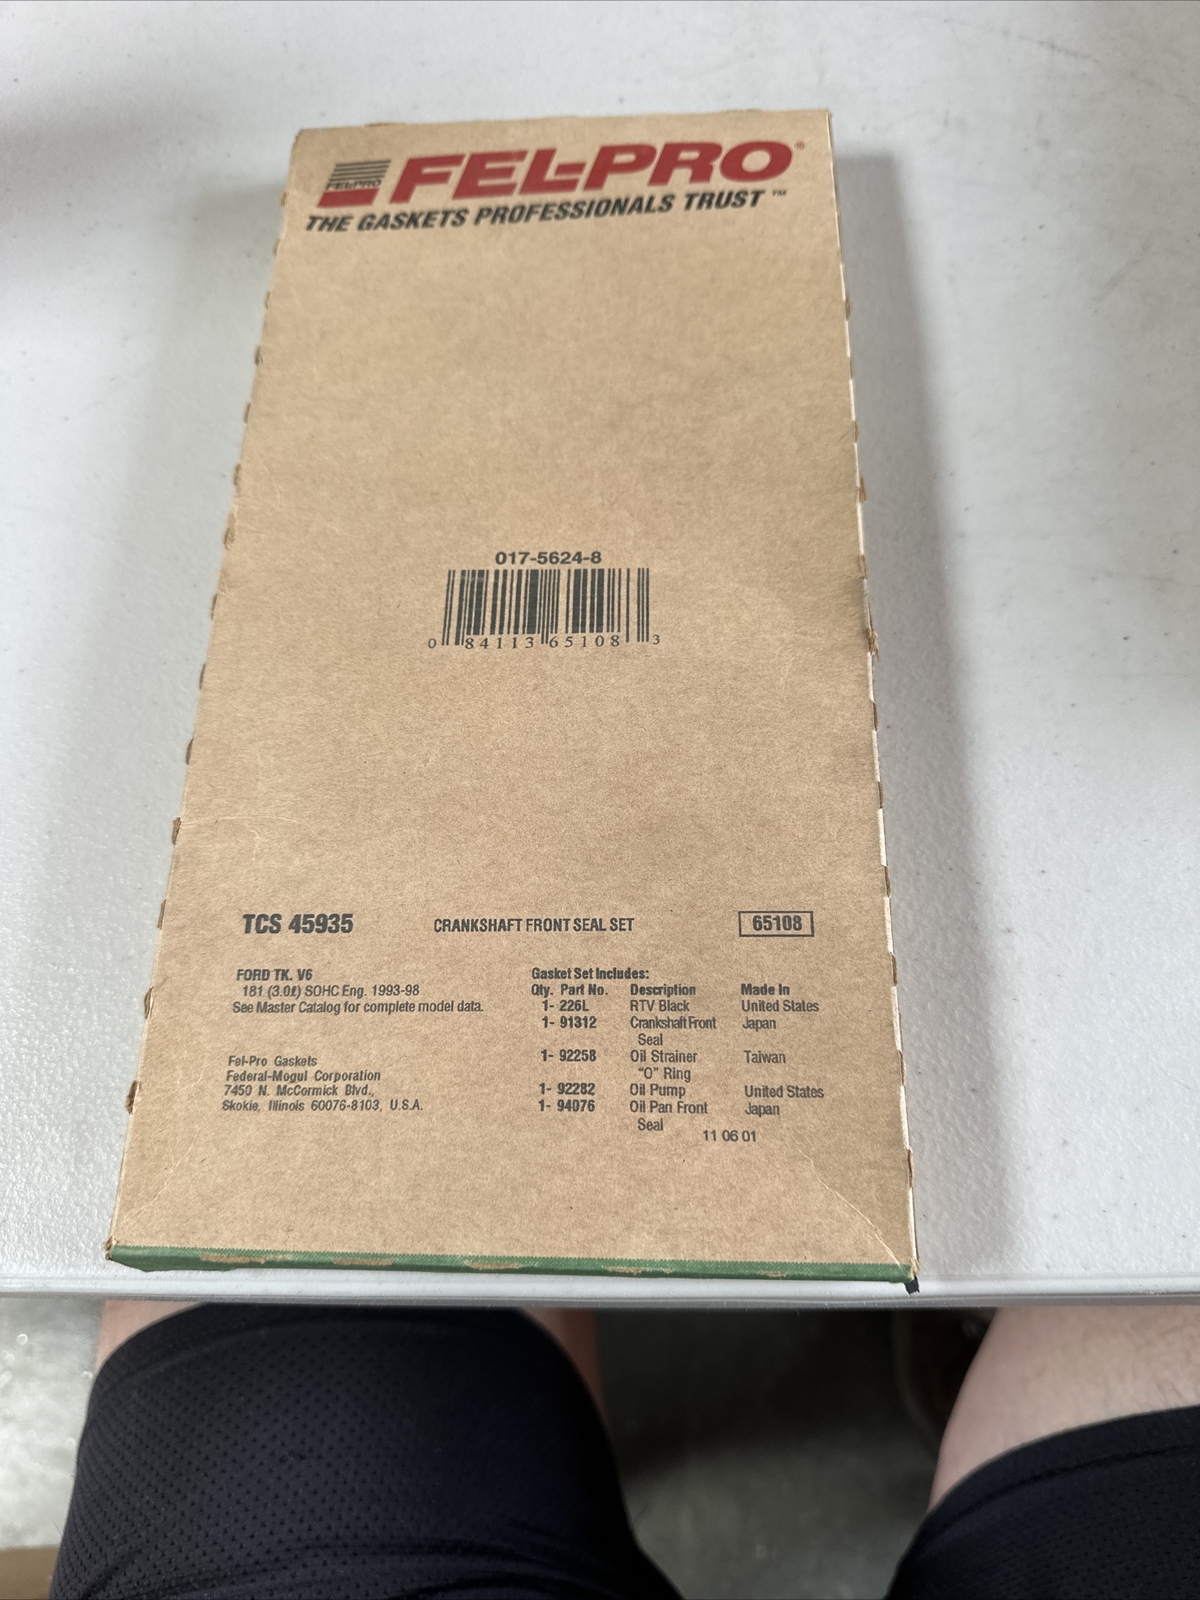 FEL-PRO
FEL-PRO®
THE GASKETS PROFESSIONALS TRUST™
017-5624-8
0 84113 65108 3
TCS 45935 CRANKSHAFT FRONT SEAL SET 65108
FORD TK. V6
181 (3.0ℓ) SOHC Eng. 1993-98
See Master Catalog for complete model data.
Fel-Pro Gaskets
Federal-Mogul Corporation
7450 N. McCormick Blvd.,
Skokie, Illinois 60076-8103, U.S.A.
Gasket Set Includes:
Qty. Part No. Description Made In
1- 226L RTV Black United States
1- 91312 Crankshaft Front Japan
Seal
1- 92258 Oil Strainer Taiwan
"O" Ring
1- 92282 Oil Pump United States
1- 94076 Oil Pan Front Japan
Seal
11 06 01